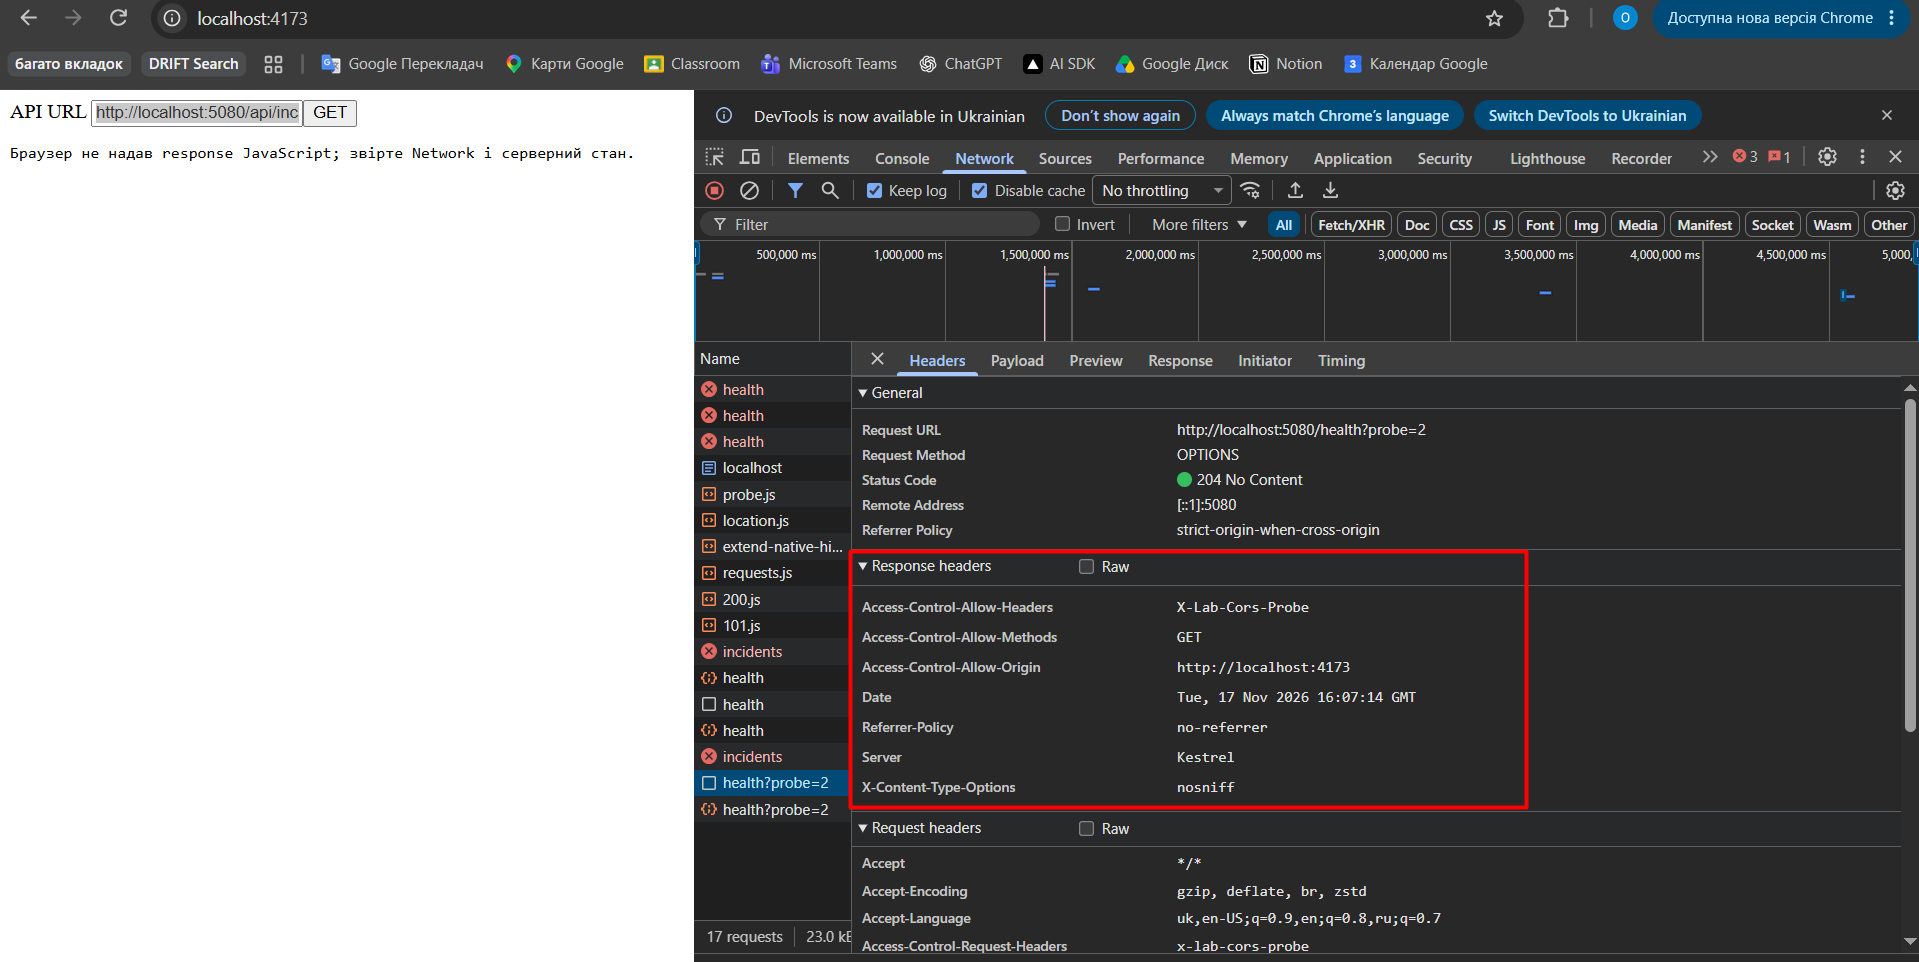 localhost:4173
О
Доступна нова версія Chrome
багато вкладок
DRIFT Search
Google Перекладач
Карти Google
Classroom
Microsoft Teams
ChatGPT
AI SDK
Google Диск
Notion
3 Календар Google
API URL http://localhost:5080/api/inc GET
Браузер не надав response JavaScript; звірте Network і серверний стан.
DevTools is now available in Ukrainian
Don't show again
Always match Chrome's language
Switch DevTools to Ukrainian
Elements Console Network Sources Performance Memory Application Security Lighthouse Recorder 3 1
Keep log Disable cache No throttling
Filter Invert More filters All Fetch/XHR Doc CSS JS Font Img Media Manifest Socket Wasm Other
500,000 ms 1,000,000 ms 1,500,000 ms 2,000,000 ms 2,500,000 ms 3,000,000 ms 3,500,000 ms 4,000,000 ms 4,500,000 ms 5,000,
Name
health
health
health
localhost
probe.js
location.js
extend-native-hi...
requests.js
200.js
101.js
incidents
health
health
health
incidents
health?probe=2
health?probe=2
17 requests 23.0 kB
Headers Payload Preview Response Initiator Timing
General
Request URL http://localhost:5080/health?probe=2
Request Method OPTIONS
Status Code 204 No Content
Remote Address [::1]:5080
Referrer Policy strict-origin-when-cross-origin
Response headers Raw
Access-Control-Allow-Headers X-Lab-Cors-Probe
Access-Control-Allow-Methods GET
Access-Control-Allow-Origin http://localhost:4173
Date Tue, 17 Nov 2026 16:07:14 GMT
Referrer-Policy no-referrer
Server Kestrel
X-Content-Type-Options nosniff
Request headers Raw
Accept */*
Accept-Encoding gzip, deflate, br, zstd
Accept-Language uk,en-US;q=0.9,en;q=0.8,ru;q=0.7
Access-Control-Request-Headers x-lab-cors-probe